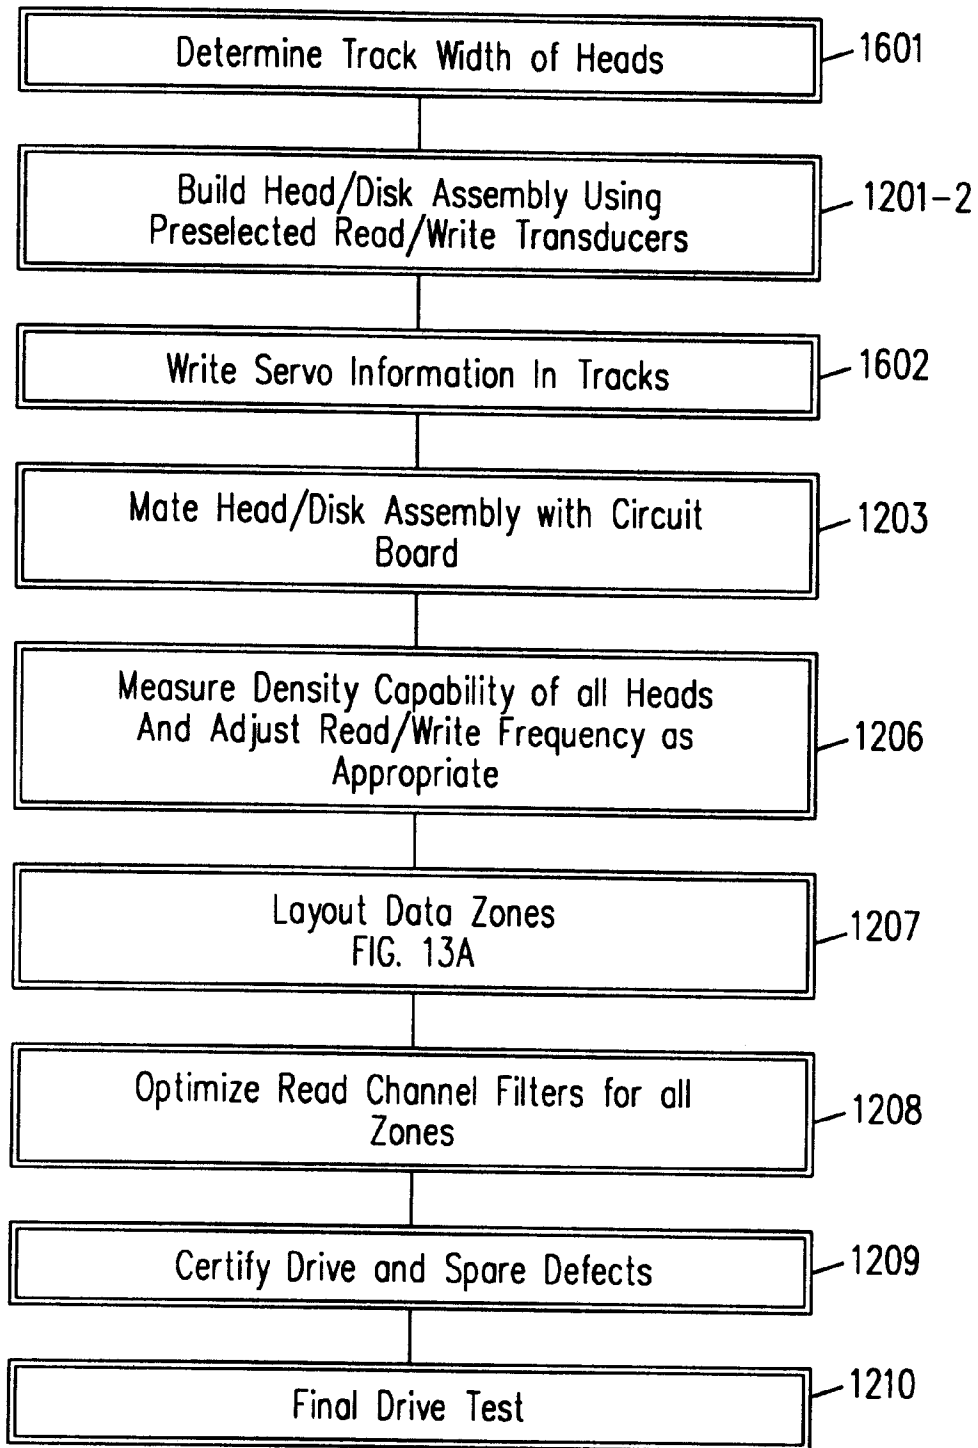 Determine Track Width of Heads
1601
Build Head/Disk Assembly Using
Preselected Read/Write Transducers
1201-2
Write Servo Information In Tracks
1602
Mate Head/Disk Assembly with Circuit
Board
1203
Measure Density Capability of all Heads
And Adjust Read/Write Frequency as
Appropriate
1206
Layout Data Zones
FIG. 13A
1207
Optimize Read Channel Filters for all
Zones
1208
Certify Drive and Spare Defects
1209
Final Drive Test
1210